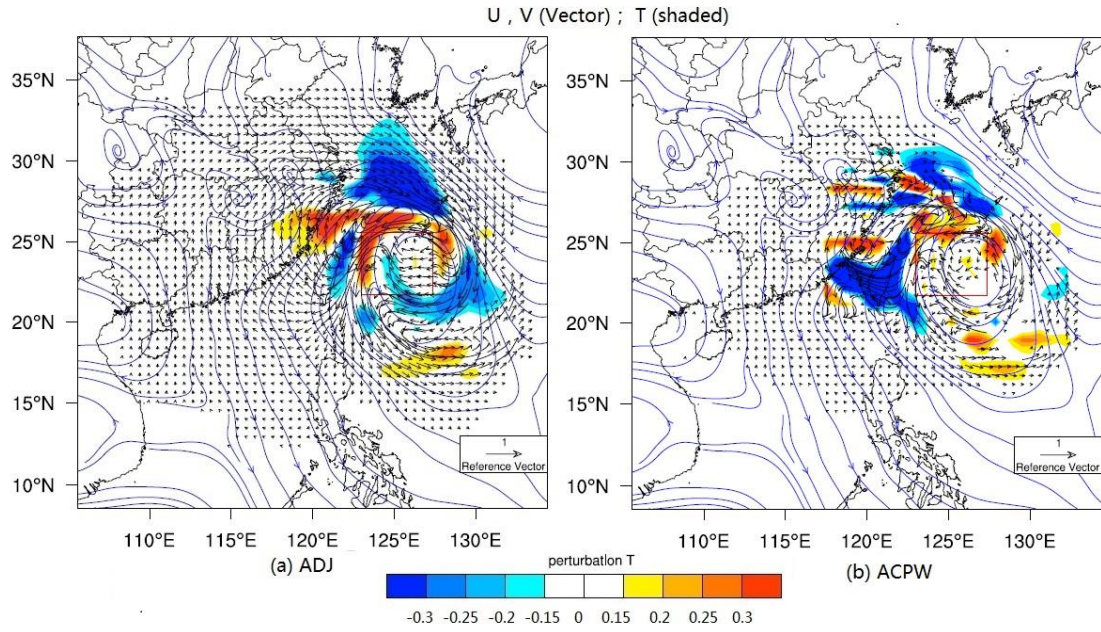 U , V (Vector) ; T (shaded)
35°N
30°N
25°N
20°N
15°N
10°N
1
Reference Vector
110°E 115°E 120°E 125°E 130°E
(a) ADJ
35°N
30°N
25°N
20°N
15°N
10°N
1
Reference Vector
110°E 115°E 120°E 125°E 130°E
(b) ACPW
perturbation T
-0.3 -0.25 -0.2 -0.15 0 0.15 0.2 0.25 0.3